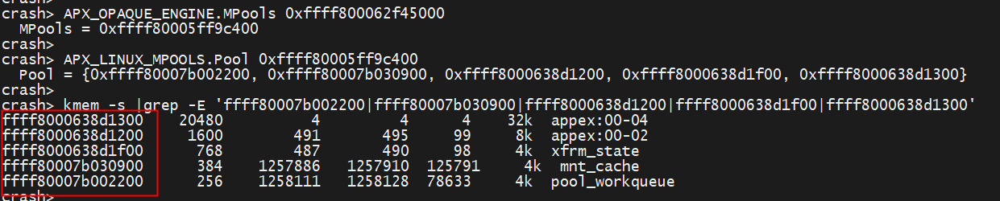 crash>
crash> APX_OPAQUE_ENGINE.MPools 0xffff800062f45000
  MPools = 0xffff80005ff9c400
crash>
crash> APX_LINUX_MPOOLS.Pool 0xffff80005ff9c400
  Pool = {0xffff80007b002200, 0xffff80007b030900, 0xffff8000638d1200, 0xffff8000638d1f00, 0xffff8000638d1300}
crash>
crash> kmem -s |grep -E 'ffff80007b002200|ffff80007b030900|ffff8000638d1200|ffff8000638d1f00|ffff8000638d1300'
ffff8000638d1300    20480          4          4      4    32k  appex:00-04
ffff8000638d1200     1600        491        495     99     8k  appex:00-02
ffff8000638d1f00      768        487        490     98     4k  xfrm_state
ffff80007b030900      384    1257886    1257910  125791     4k  mnt_cache
ffff80007b002200      256    1258111    1258128  78633     4k  pool_workqueue
crash>